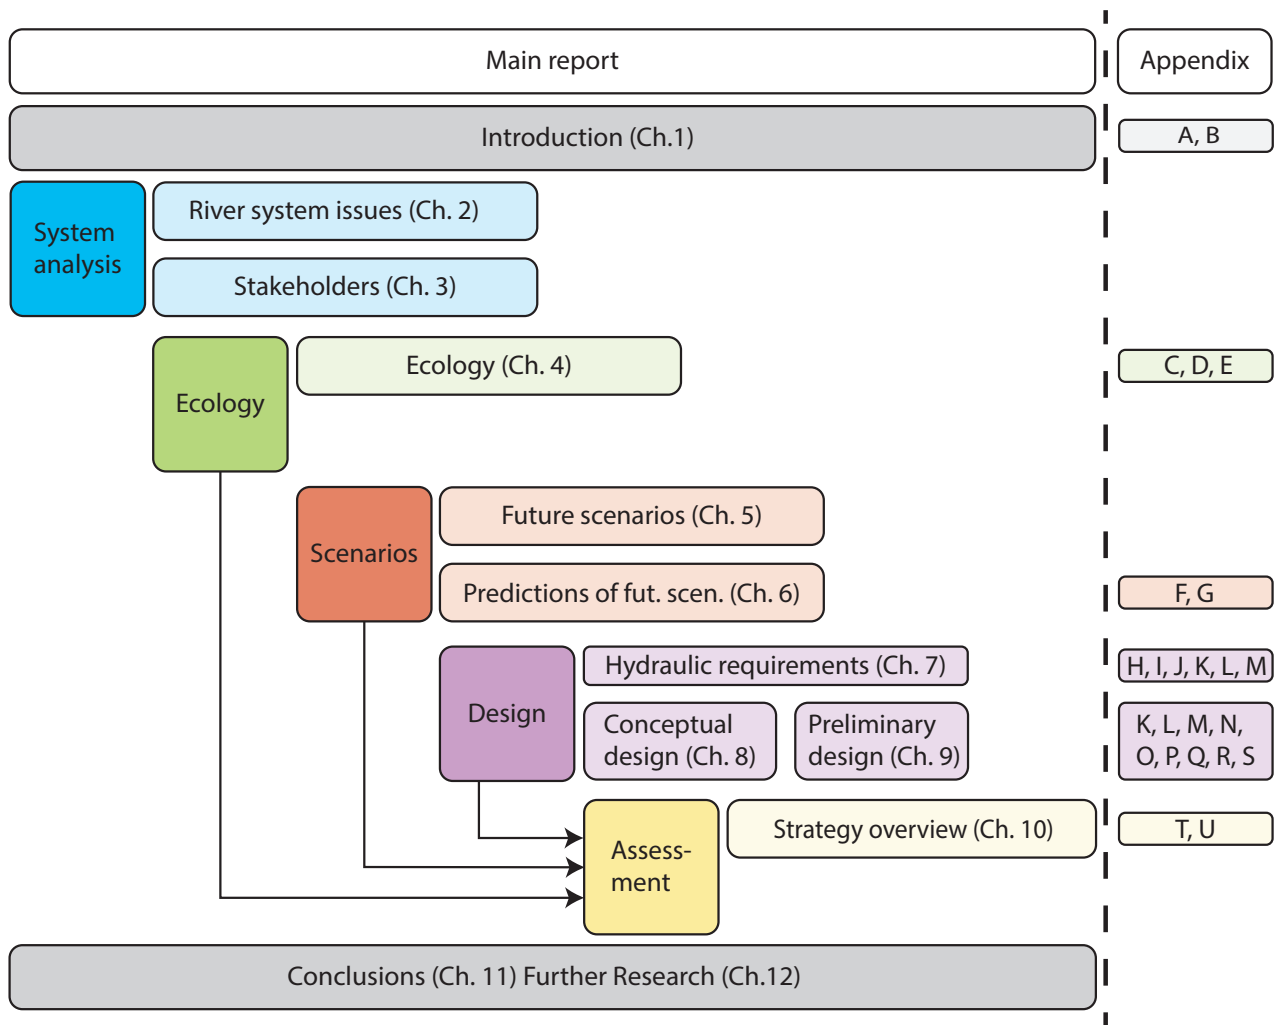 Main report
Appendix
Introduction (Ch.1)
A, B
System
analysis
River system issues (Ch. 2)
Stakeholders (Ch. 3)
Ecology
Ecology (Ch. 4)
C, D, E
Scenarios
Future scenarios (Ch. 5)
Predictions of fut. scen. (Ch. 6)
F, G
Design
Hydraulic requirements (Ch. 7)
H, I, J, K, L, M
Conceptual
design (Ch. 8)
Preliminary
design (Ch. 9)
K, L, M, N,
O, P, Q, R, S
Assess-
ment
Strategy overview (Ch. 10)
T, U
Conclusions (Ch. 11) Further Research (Ch.12)